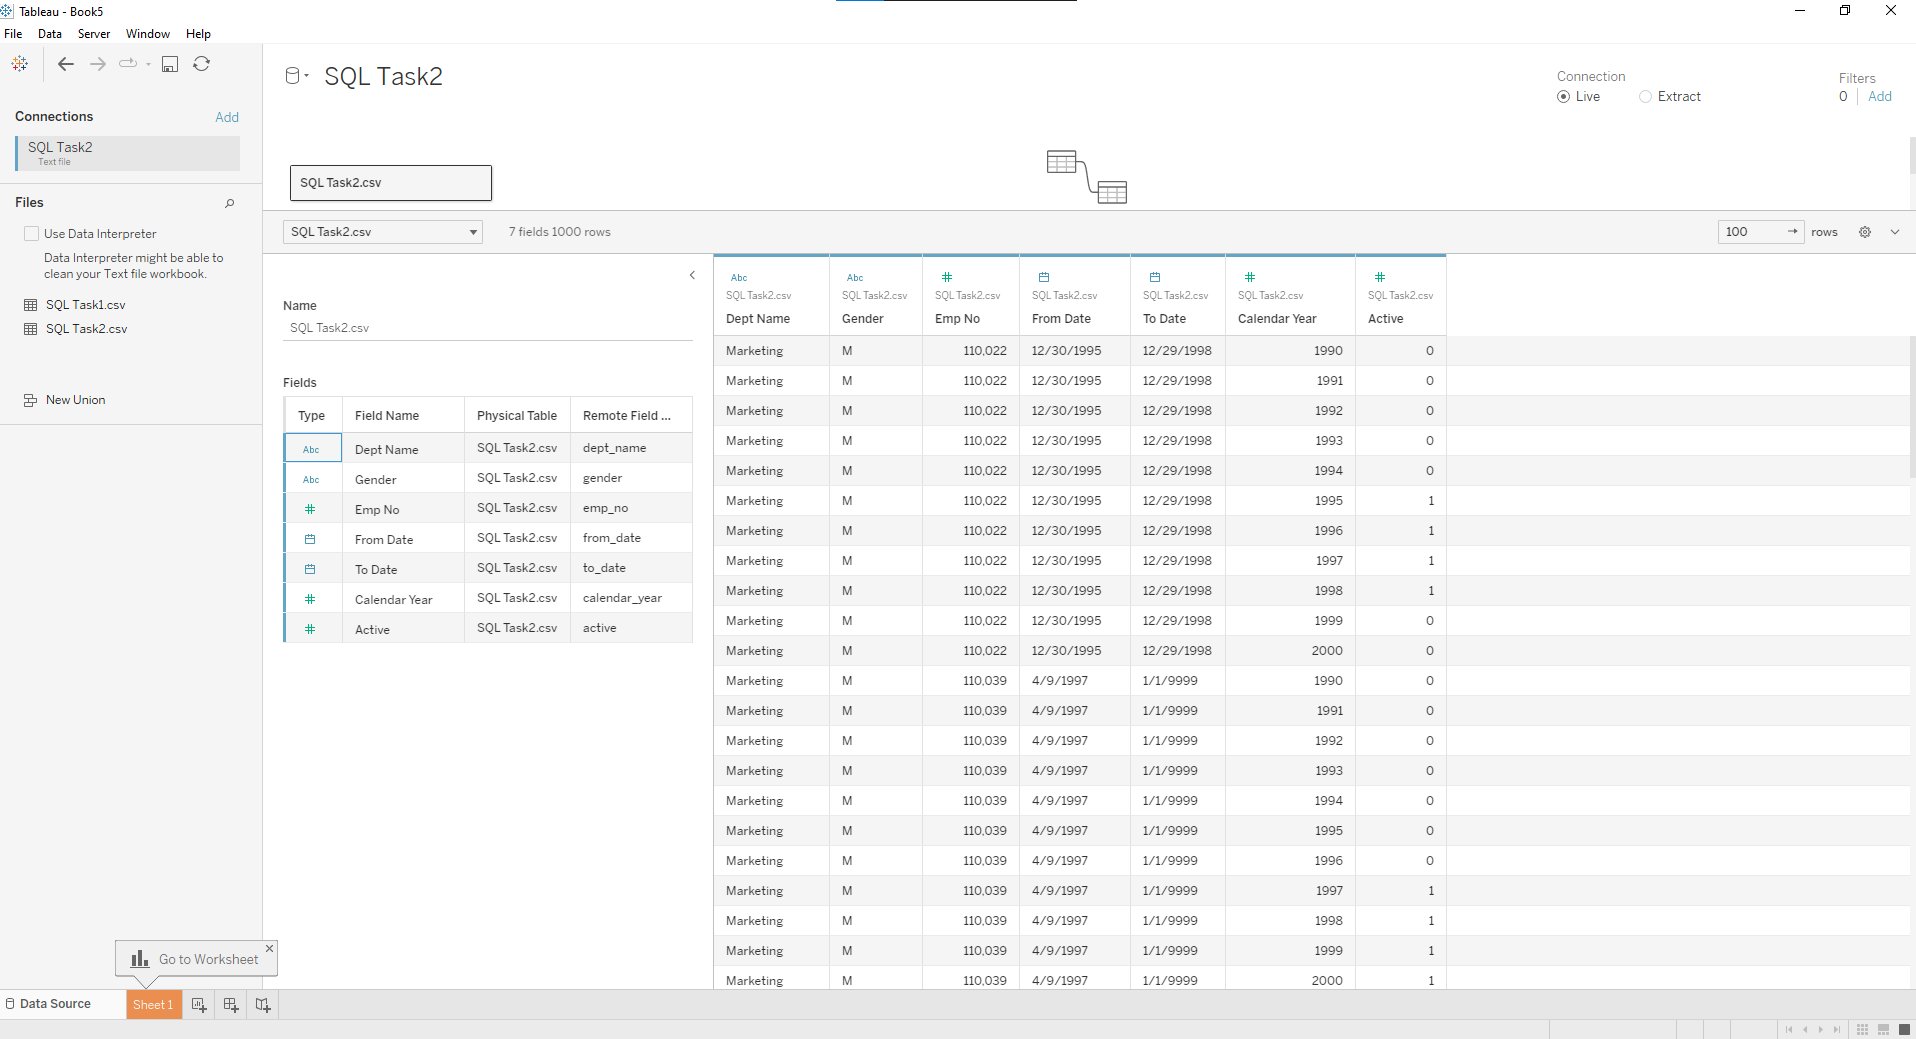 Tableau - Book5
File Data Server Window Help
Connections Add
SQL Task2
Text file
Files
Use Data Interpreter
Data Interpreter might be able to
clean your Text file workbook.
SQL Task1.csv
SQL Task2.csv
New Union
SQL Task2
Connection
Live Extract
Filters
0 Add
SQL Task2.csv
SQL Task2.csv 7 fields 1000 rows 100 rows
Name
SQL Task2.csv
Fields
Type Field Name Physical Table Remote Field ...
Abc Dept Name SQL Task2.csv dept_name
Abc Gender SQL Task2.csv gender
# Emp No SQL Task2.csv emp_no
From Date SQL Task2.csv from_date
To Date SQL Task2.csv to_date
# Calendar Year SQL Task2.csv calendar_year
# Active SQL Task2.csv active
Abc Abc # # #
SQL Task2.csv SQL Task2.csv SQL Task2.csv SQL Task2.csv SQL Task2.csv SQL Task2.csv SQL Task2.csv
Dept Name Gender Emp No From Date To Date Calendar Year Active
Marketing M 110,022 12/30/1995 12/29/1998 1990 0
Marketing M 110,022 12/30/1995 12/29/1998 1991 0
Marketing M 110,022 12/30/1995 12/29/1998 1992 0
Marketing M 110,022 12/30/1995 12/29/1998 1993 0
Marketing M 110,022 12/30/1995 12/29/1998 1994 0
Marketing M 110,022 12/30/1995 12/29/1998 1995 1
Marketing M 110,022 12/30/1995 12/29/1998 1996 1
Marketing M 110,022 12/30/1995 12/29/1998 1997 1
Marketing M 110,022 12/30/1995 12/29/1998 1998 1
Marketing M 110,022 12/30/1995 12/29/1998 1999 0
Marketing M 110,022 12/30/1995 12/29/1998 2000 0
Marketing M 110,039 4/9/1997 1/1/9999 1990 0
Marketing M 110,039 4/9/1997 1/1/9999 1991 0
Marketing M 110,039 4/9/1997 1/1/9999 1992 0
Marketing M 110,039 4/9/1997 1/1/9999 1993 0
Marketing M 110,039 4/9/1997 1/1/9999 1994 0
Marketing M 110,039 4/9/1997 1/1/9999 1995 0
Marketing M 110,039 4/9/1997 1/1/9999 1996 0
Marketing M 110,039 4/9/1997 1/1/9999 1997 1
Marketing M 110,039 4/9/1997 1/1/9999 1998 1
Marketing M 110,039 4/9/1997 1/1/9999 1999 1
Marketing M 110,039 4/9/1997 1/1/9999 2000 1
Go to Worksheet
Data Source Sheet 1